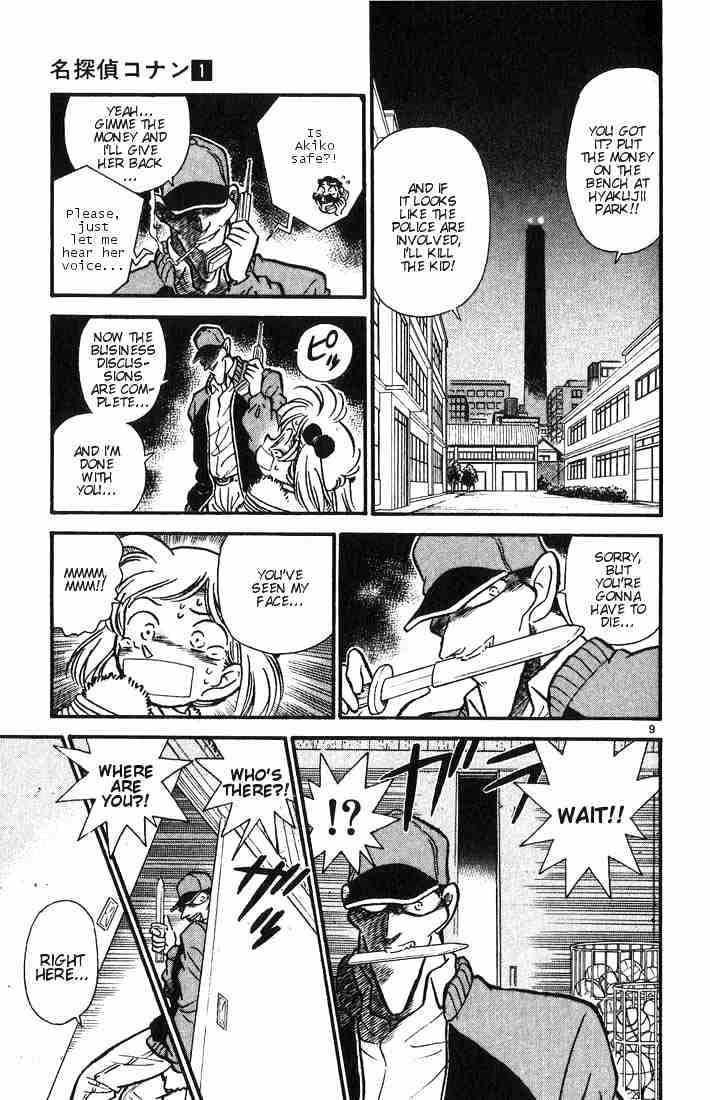 名探偵コナン1
YOU GOT
IT? PUT
THE MONEY
ON THE
BENCH AT
HYAKUJII
PARK!!
AND IF
IT LOOKS
LIKE THE
POLICE ARE
INVOLVED,
I'LL KILL
THE KID!
Is
Akiko
safe?!
YEAH...
GIMME THE
MONEY AND
I'LL GIVE
HER BACK
...
Please,
just
let me
hear her
voice...
ピッ
NOW THE
BUSINESS
DISCUS-
SIONS
ARE COM-
PLETE...
AND I'M
DONE
WITH
YOU...
SORRY,
BUT
YOU'RE
GONNA
HAVE TO
DIE...
YOU'VE
SEEN MY
FACE...
MMMM,
MMM!!
9
WAIT!!
!?
WHO'S
THERE?!
WHERE
ARE
YOU?!
RIGHT
HERE...